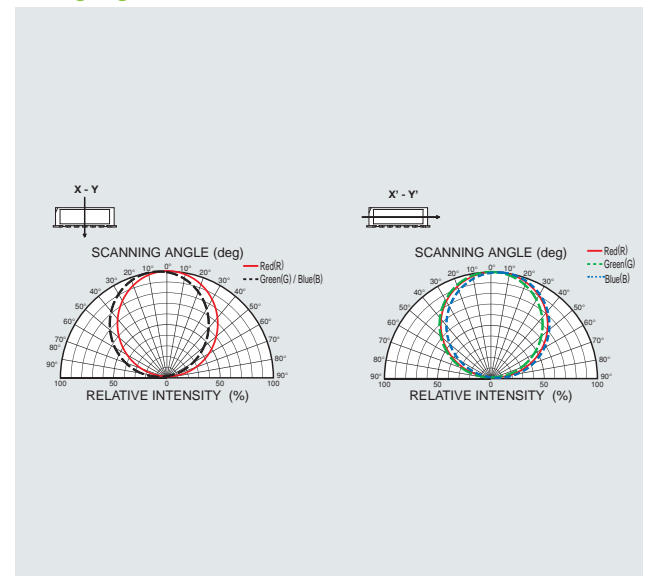 X - Y
SCANNING ANGLE (deg)
Red(R)
Green(G) / Blue(B)
90° 80° 70° 60° 50° 40° 30° 20° 10° 0° 10° 20° 30° 40° 50° 60° 70° 80° 90°
100 50 0 50 100
RELATIVE INTENSITY (%)
X' - Y'
SCANNING ANGLE (deg)
Red(R)
Green(G)
Blue(B)
90° 80° 70° 60° 50° 40° 30° 20° 10° 0° 10° 20° 30° 40° 50° 60° 70° 80° 90°
100 50 0 50 100
RELATIVE INTENSITY (%)